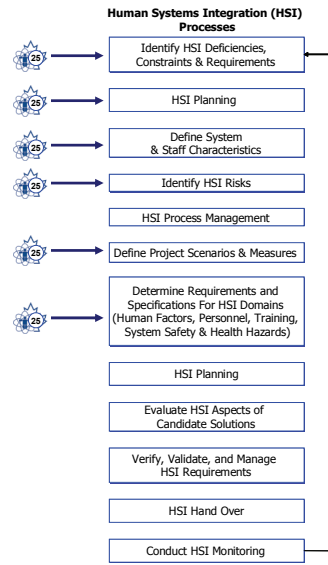 Human Systems Integration (HSI)
Processes
25
Identify HSI Deficiencies,
Constraints & Requirements
25
HSI Planning
25
Define System
& Staff Characteristics
25
Identify HSI Risks
HSI Process Management
25
Define Project Scenarios & Measures
25
Determine Requirements and
Specifications For HSI Domains
(Human Factors, Personnel, Training,
System Safety & Health Hazards)
HSI Planning
Evaluate HSI Aspects of
Candidate Solutions
Verify, Validate, and Manage
HSI Requirements
HSI Hand Over
Conduct HSI Monitoring